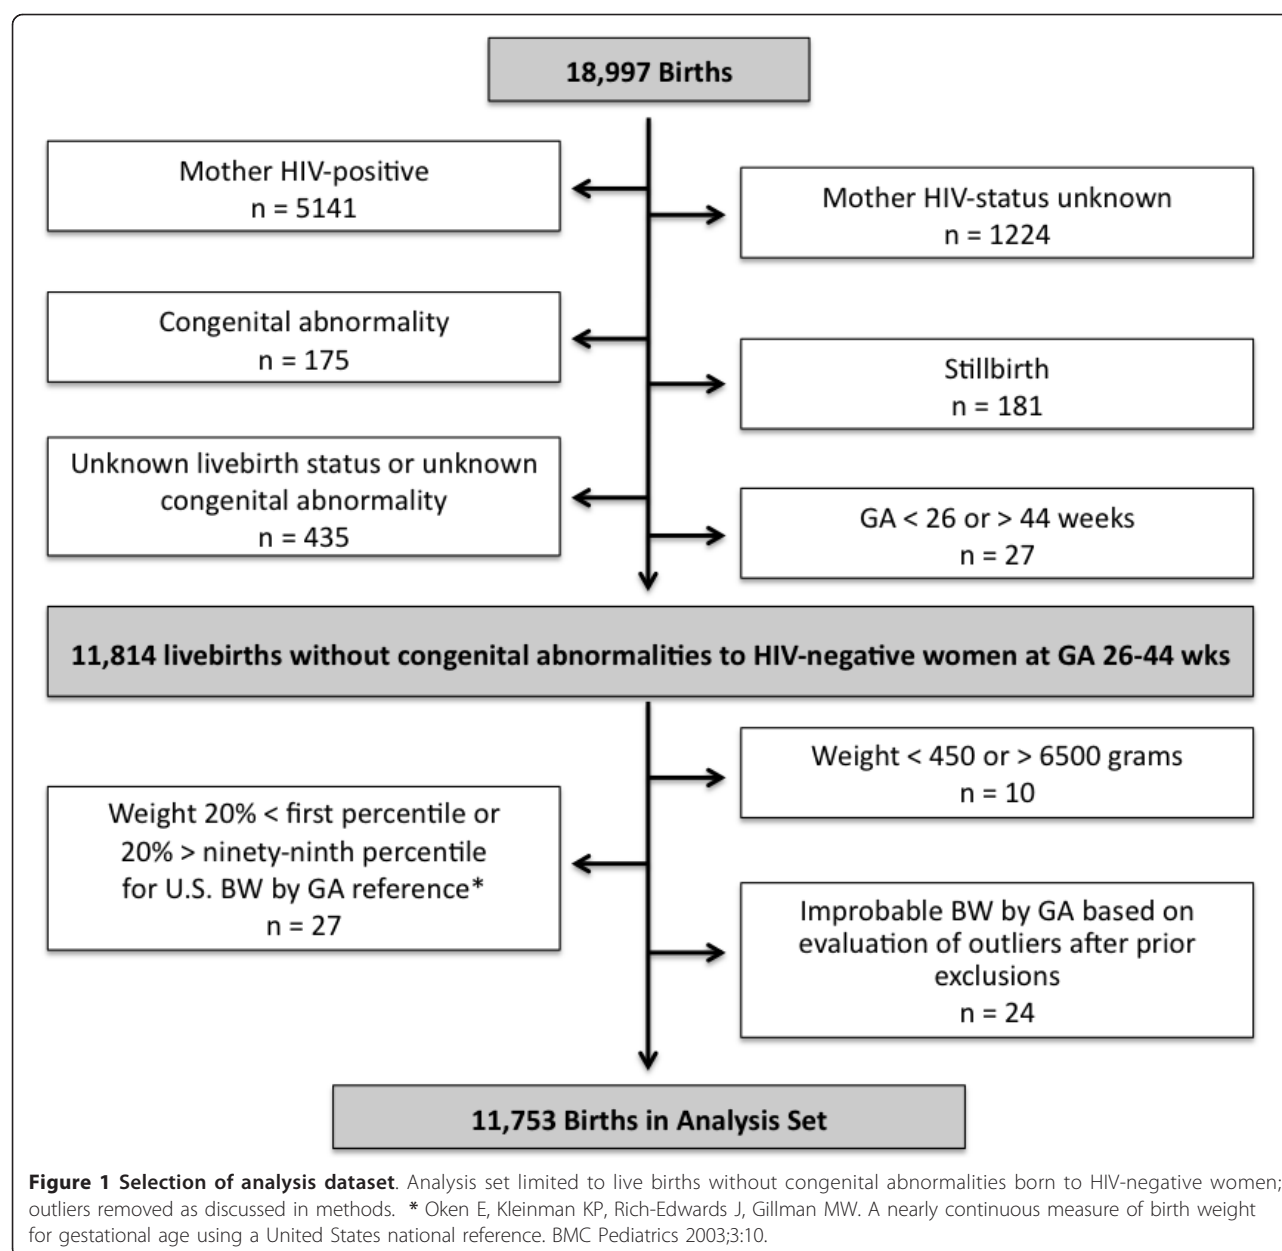 18,997 Births
Mother HIV-positive
n = 5141
Mother HIV-status unknown
n = 1224
Congenital abnormality
n = 175
Stillbirth
n = 181
Unknown livebirth status or unknown
congenital abnormality
n = 435
GA < 26 or > 44 weeks
n = 27
11,814 livebirths without congenital abnormalities to HIV-negative women at GA 26-44 wks
Weight < 450 or > 6500 grams
n = 10
Weight 20% < first percentile or
20% > ninety-ninth percentile
for U.S. BW by GA reference*
n = 27
Improbable BW by GA based on
evaluation of outliers after prior
exclusions
n = 24
11,753 Births in Analysis Set
Figure 1 Selection of analysis dataset. Analysis set limited to live births without congenital abnormalities born to HIV-negative women;
outliers removed as discussed in methods. * Oken E, Kleinman KP, Rich-Edwards J, Gillman MW. A nearly continuous measure of birth weight
for gestational age using a United States national reference. BMC Pediatrics 2003;3:10.